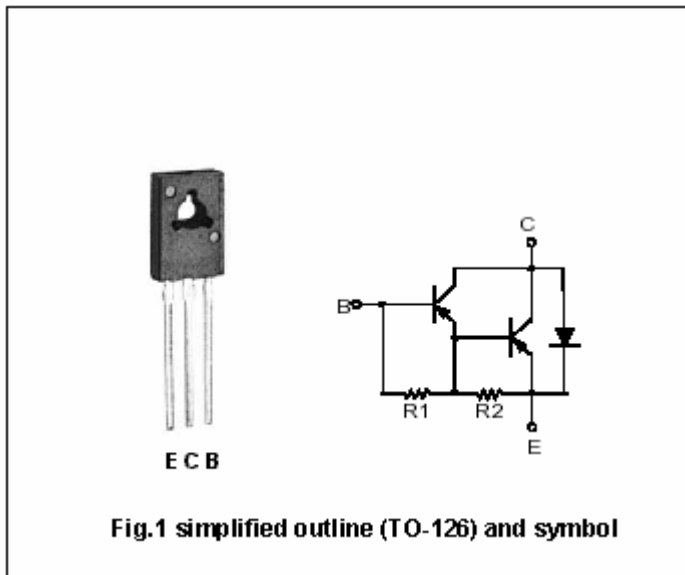 C
B
R1 R2
E
E C B
Fig.1 simplified outline (TO-126) and symbol